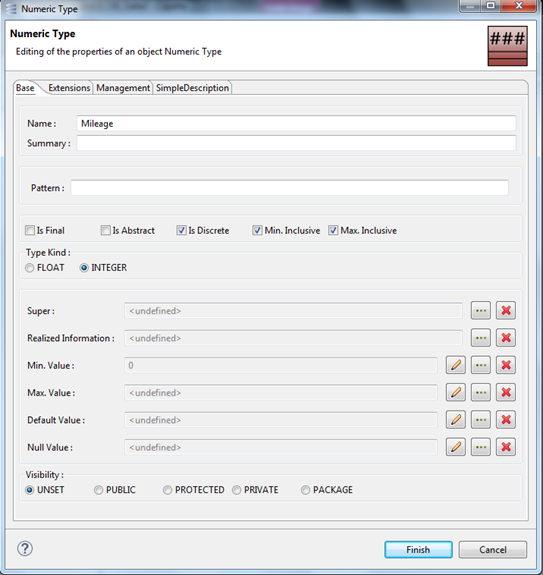 Numeric Type
Numeric Type
Editing of the properties of an object Numeric Type
###
Base Extensions Management SimpleDescription
Name : Mileage
Summary :
Pattern :
Is Final Is Abstract Is Discrete Min. Inclusive Max. Inclusive
Type Kind :
FLOAT INTEGER
Super : <undefined>
Realized Information : <undefined>
Min. Value : 0
Max. Value : <undefined>
Default Value : <undefined>
Null Value : <undefined>
Visibility :
UNSET PUBLIC PROTECTED PRIVATE PACKAGE
? Finish Cancel